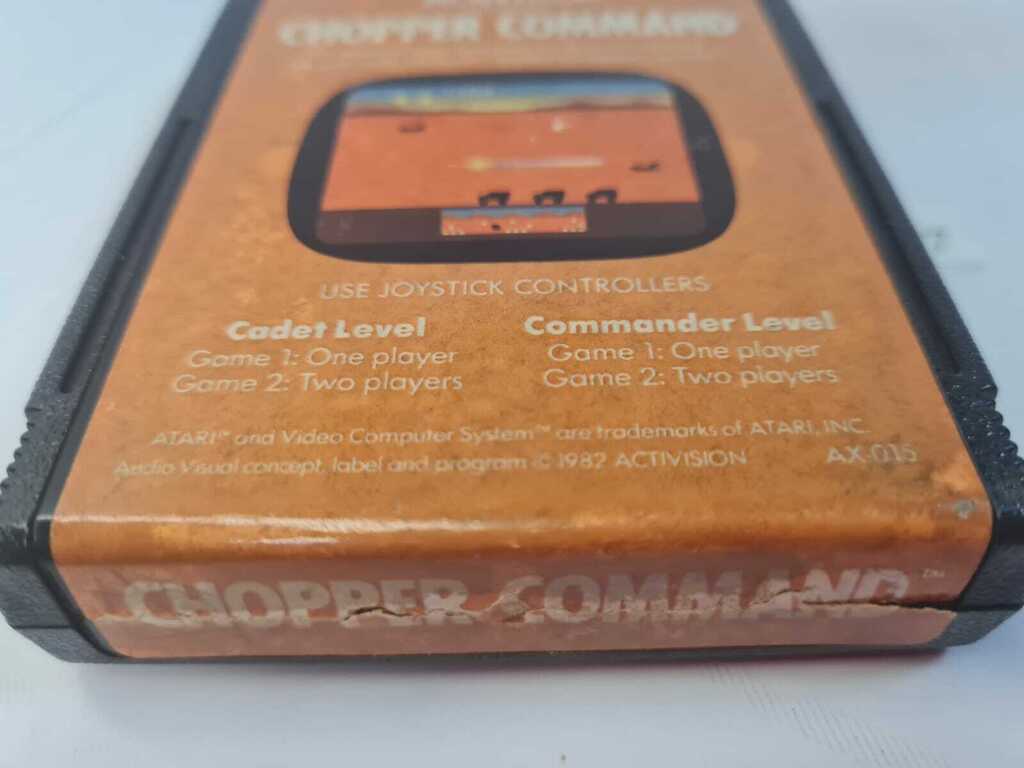 CHOPPER COMMAND
USE JOYSTICK CONTROLLERS
Cadet Level
Game 1: One player
Game 2: Two players
Commander Level
Game 1: One player
Game 2: Two players
ATARI™ and Video Computer System™ are trademarks of ATARI, INC.
Audio Visual concept, label and program © 1982 ACTIVISION AX-015
CHOPPER COMMAND™